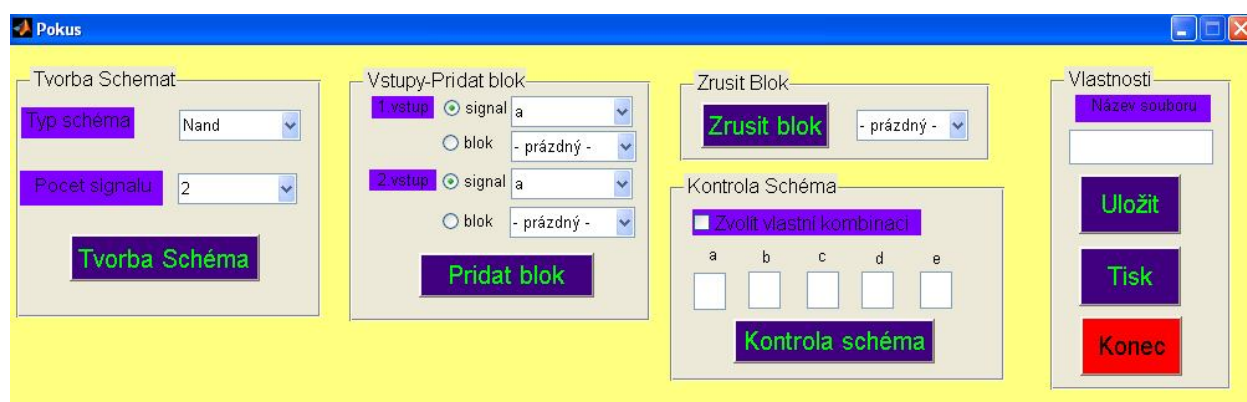 Pokus
Tvorba Schemat
Typ schéma
Nand
Pocet signalu
2
Tvorba Schéma
Vstupy-Pridat blok
1.vstup signal a
blok - prázdný -
2.vstup signal a
blok - prázdný -
Pridat blok
Zrusit Blok
Zrusit blok - prázdný -
Kontrola Schéma
Zvolit vlastní kombinaci
a b c d e
Kontrola schéma
Vlastnosti
Název souboru
Uložit
Tisk
Konec